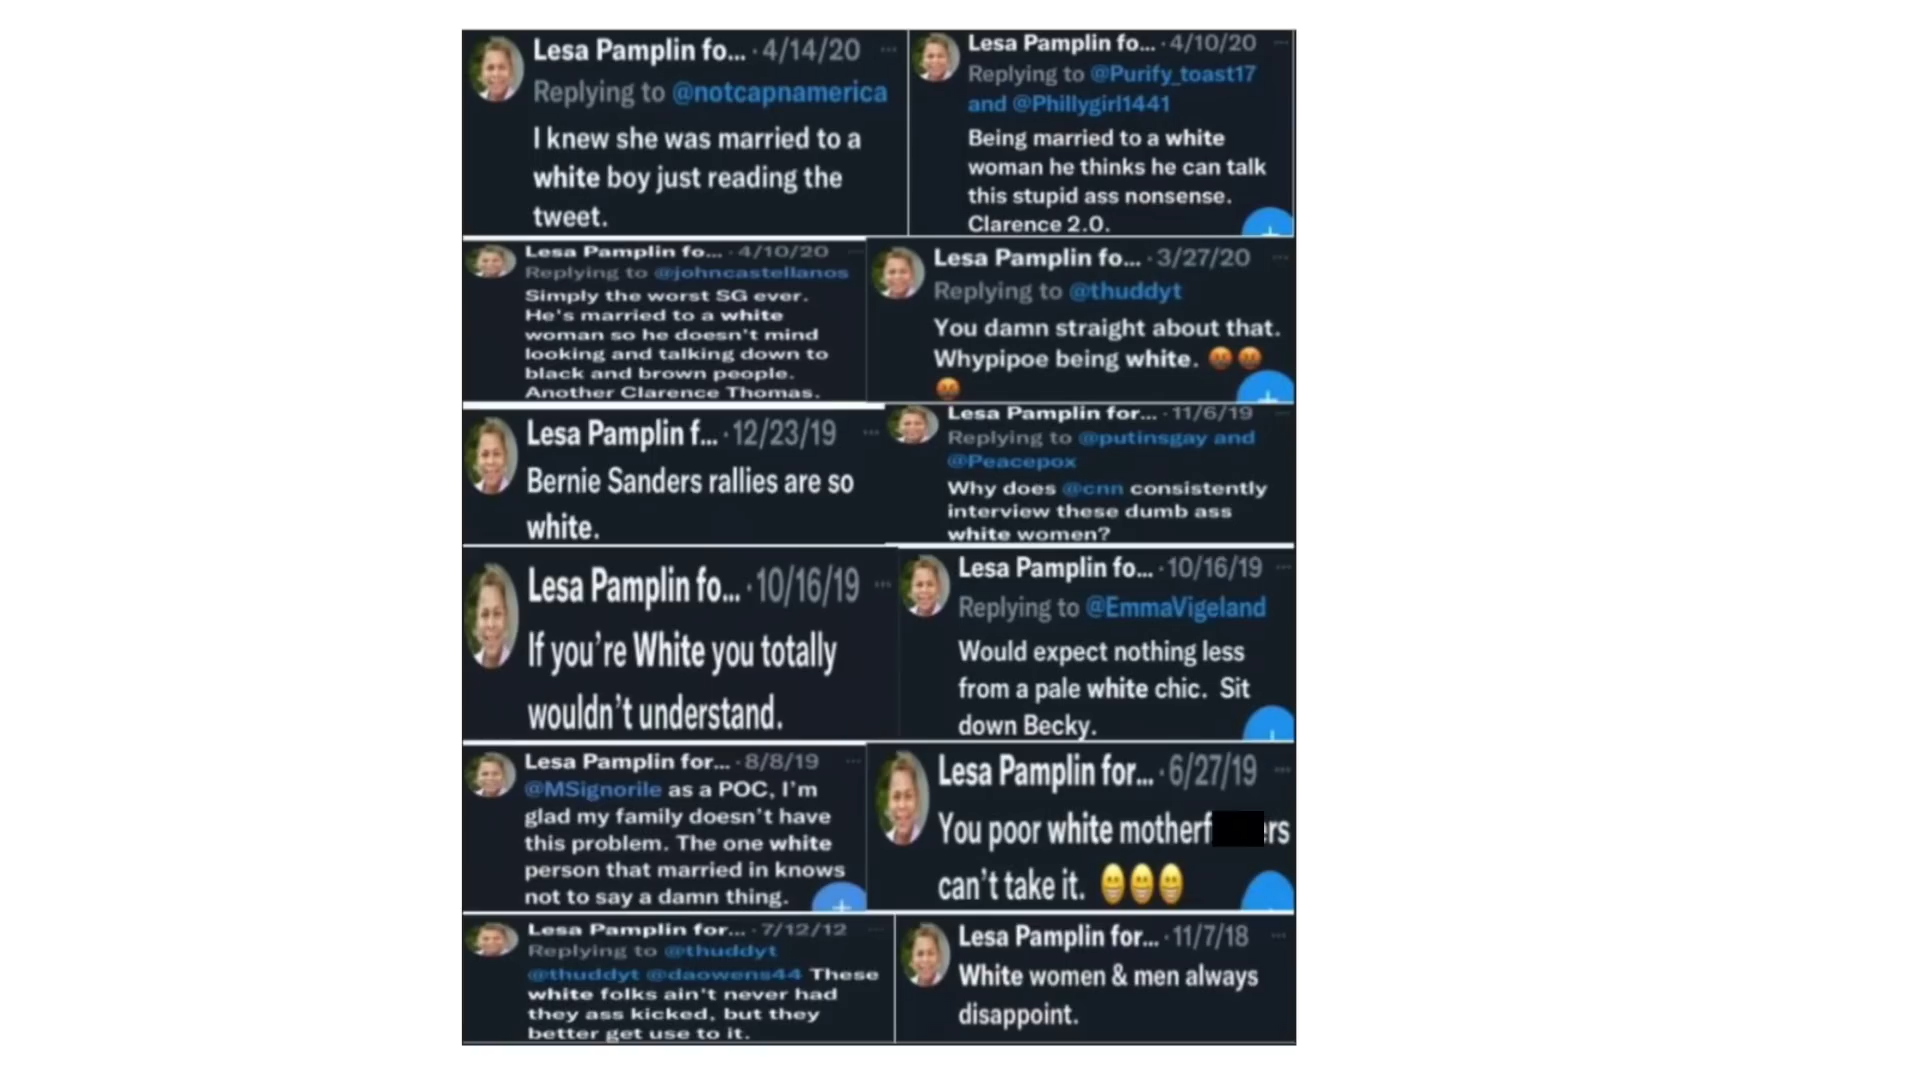 Lesa Pamplin fo... · 4/14/20 ...
Replying to @notcapnamerica
I knew she was married to a
white boy just reading the
tweet.
Lesa Pamplin fo... · 4/10/20 ...
Replying to @Purify_toast17
and @Phillygirl1441
Being married to a white
woman he thinks he can talk
this stupid ass nonsense.
Clarence 2.0.
Lesa Pamplin fo... · 4/10/20 ...
Replying to @johncastellanos
Simply the worst SG ever.
He's married to a white
woman so he doesn't mind
looking and talking down to
black and brown people.
Another Clarence Thomas.
Lesa Pamplin fo... · 3/27/20 ...
Replying to @thuddyt
You damn straight about that.
Whypipoe being white. 😡😡
😡
Lesa Pamplin f... · 12/23/19 ...
Bernie Sanders rallies are so
white.
Lesa Pamplin for... · 11/6/19 ...
Replying to @putinsgay and
@Peacepox
Why does @cnn consistently
interview these dumb ass
white women?
Lesa Pamplin fo... · 10/16/19 ...
If you're White you totally
wouldn't understand.
Lesa Pamplin fo... · 10/16/19 ...
Replying to @EmmaVigeland
Would expect nothing less
from a pale white chic. Sit
down Becky.
Lesa Pamplin for... · 8/8/19 ...
@MSignorile as a POC, I'm
glad my family doesn't have
this problem. The one white
person that married in knows
not to say a damn thing.
Lesa Pamplin for... · 6/27/19 ...
You poor white motherf ers
can't take it. 😁😁😁
Lesa Pamplin for... · 7/12/12 ...
Replying to @thuddyt
@thuddyt @daowens44 These
white folks ain't never had
they ass kicked, but they
better get use to it.
Lesa Pamplin for... · 11/7/18 ...
White women & men always
disappoint.